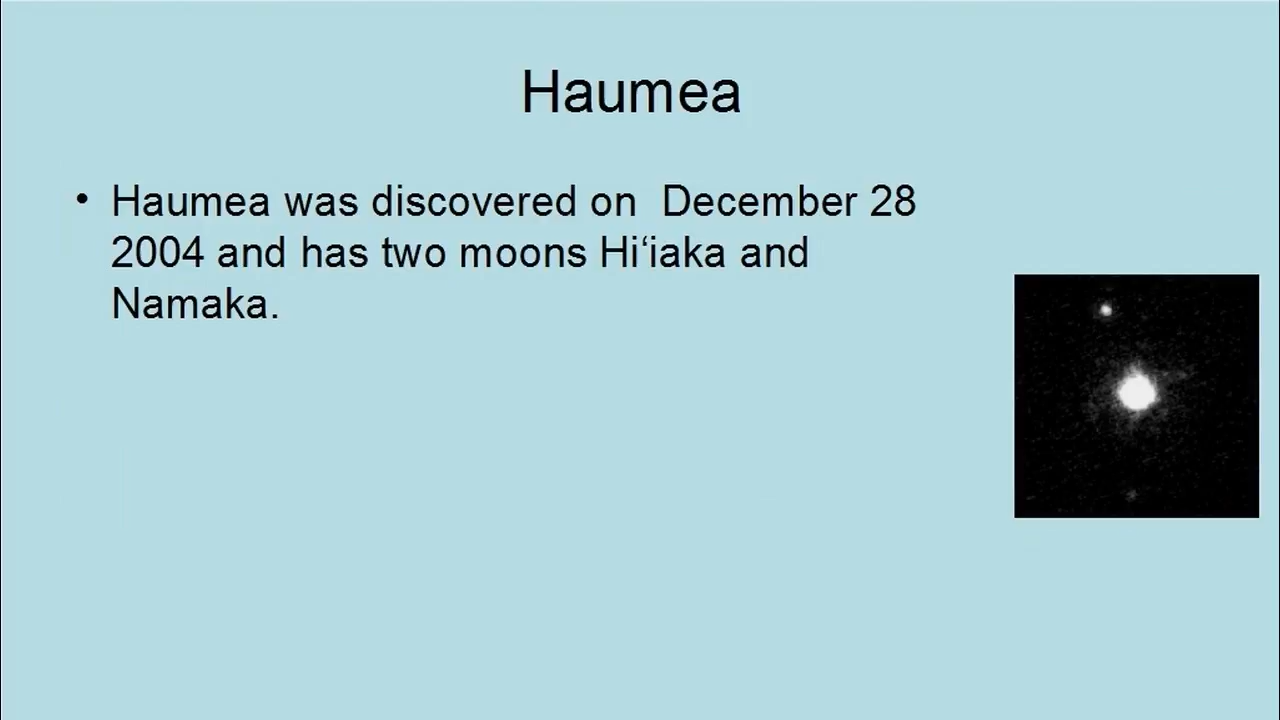 Haumea
• Haumea was discovered on  December 28
2004 and has two moons Hiʻiaka and
Namaka.